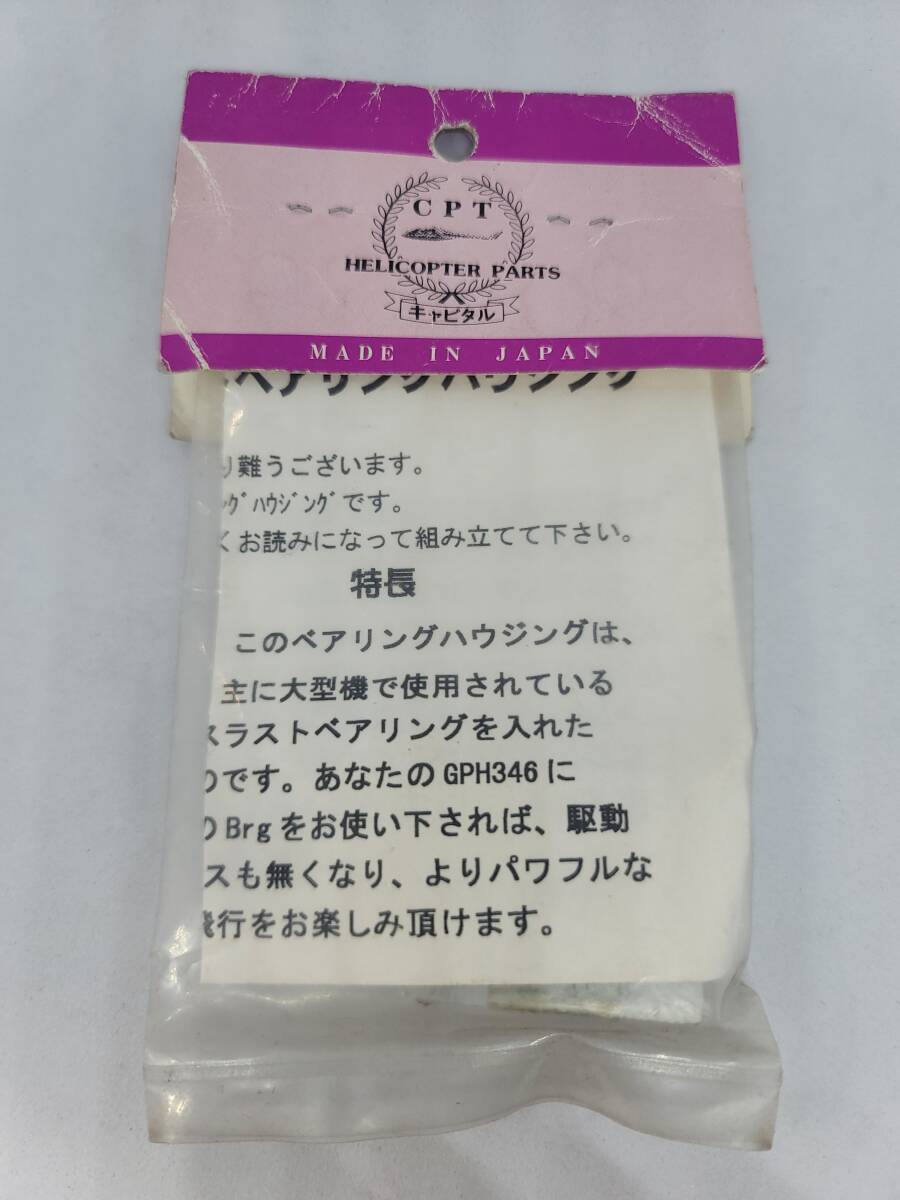 CPT
HELICOPTER PARTS
キャピタル
MADE IN JAPAN
ベアリングハウジング
り難うございます。
ｸﾞﾊｳｼﾞﾝｸﾞです。
くお読みになって組み立てて下さい。
特長
このベアリングハウジングは、
主に大型機で使用されている
スラストベアリングを入れた
のです。あなたのGPH346に
のBrgをお使い下されば、駆動
スも無くなり、よりパワフルな
飛行をお楽しみ頂けます。